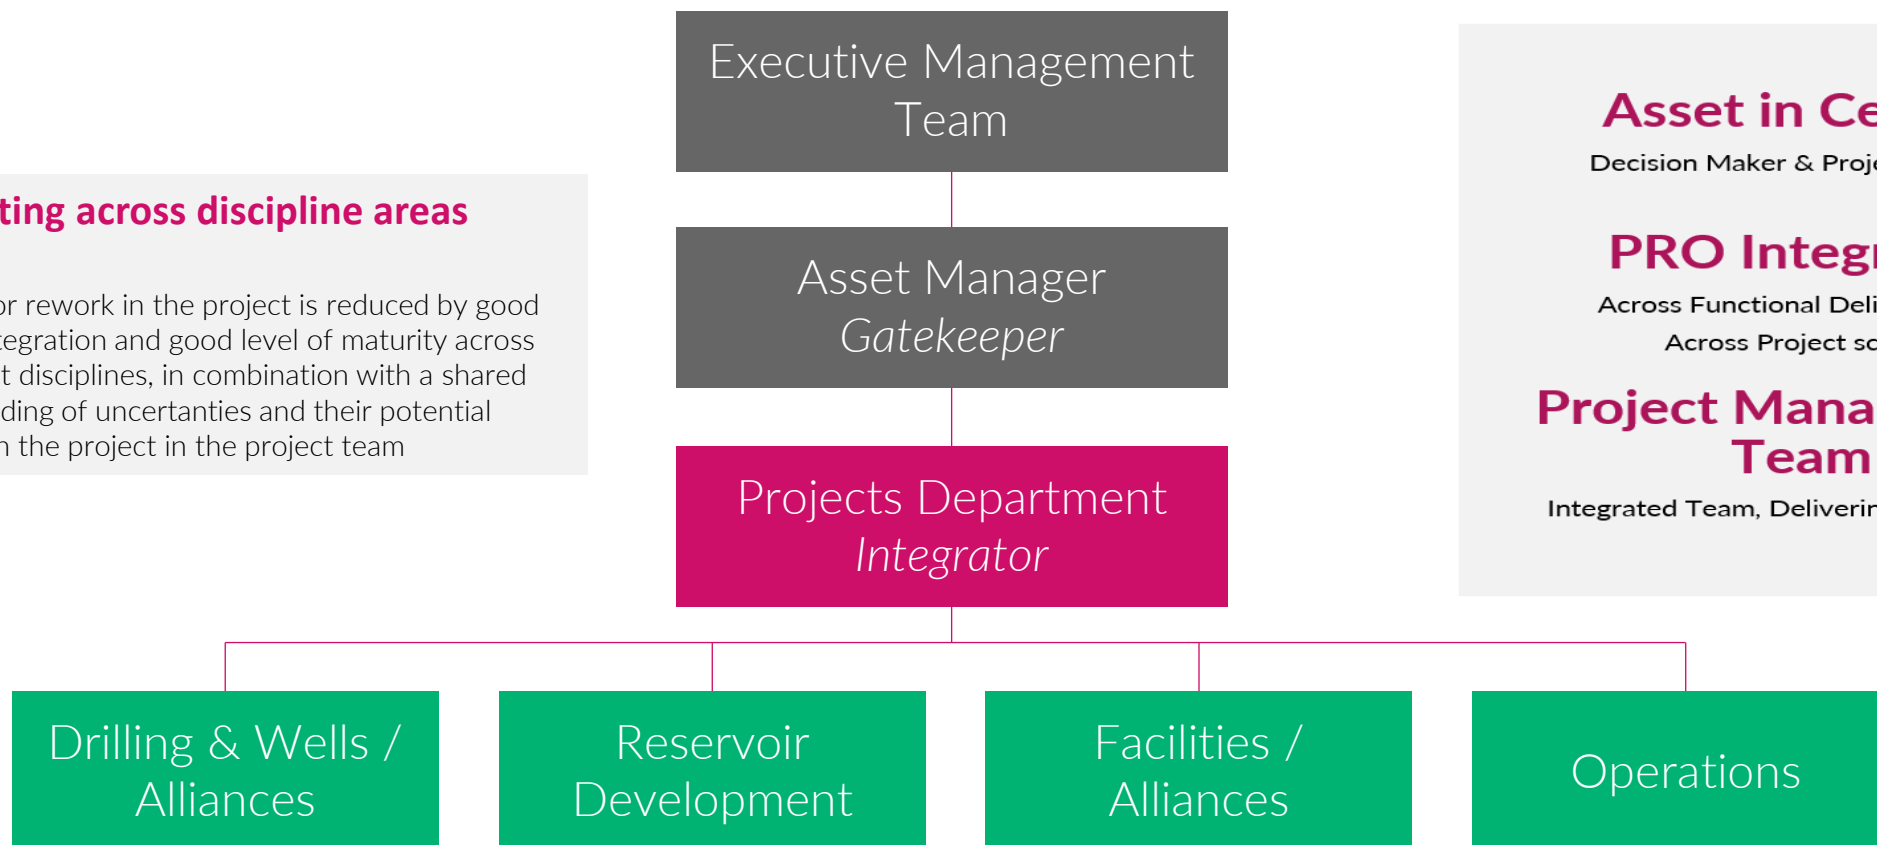 Executive Management
Team
Asset Manager
Gatekeeper
Projects Department
Integrator
ting across discipline areas
or rework in the project is reduced by good
tegration and good level of maturity across
t disciplines, in combination with a shared
ding of uncertanties and their potential
n the project in the project team
Asset in Ce
Decision Maker & Proje
PRO Integr
Across Functional Deli
Across Project sc
Project Mana
Team
Integrated Team, Deliverin
Drilling & Wells /
Alliances
Reservoir
Development
Facilities /
Alliances
Operations